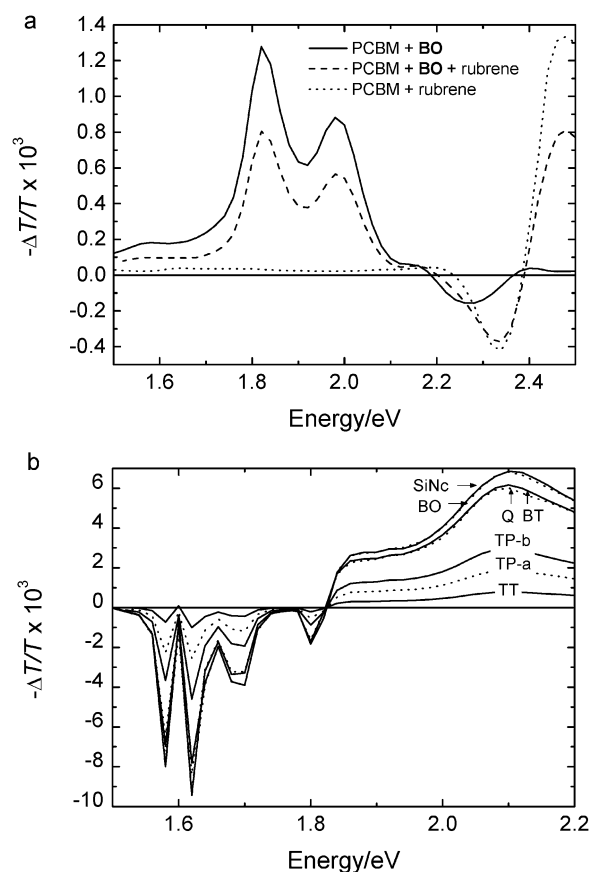 a
1.4
1.2
1.0
0.8
0.6
0.4
0.2
0.0
-0.2
-0.4
-ΔT/T x 10³
PCBM + BO
PCBM + BO + rubrene
PCBM + rubrene
1.6 1.8 2.0 2.2 2.4
Energy/eV
b
6
4
2
0
-2
-4
-6
-8
-10
-ΔT/T x 10³
SiNc
BO
Q BT
TP-b
TP-a
TT
1.6 1.8 2.0 2.2
Energy/eV